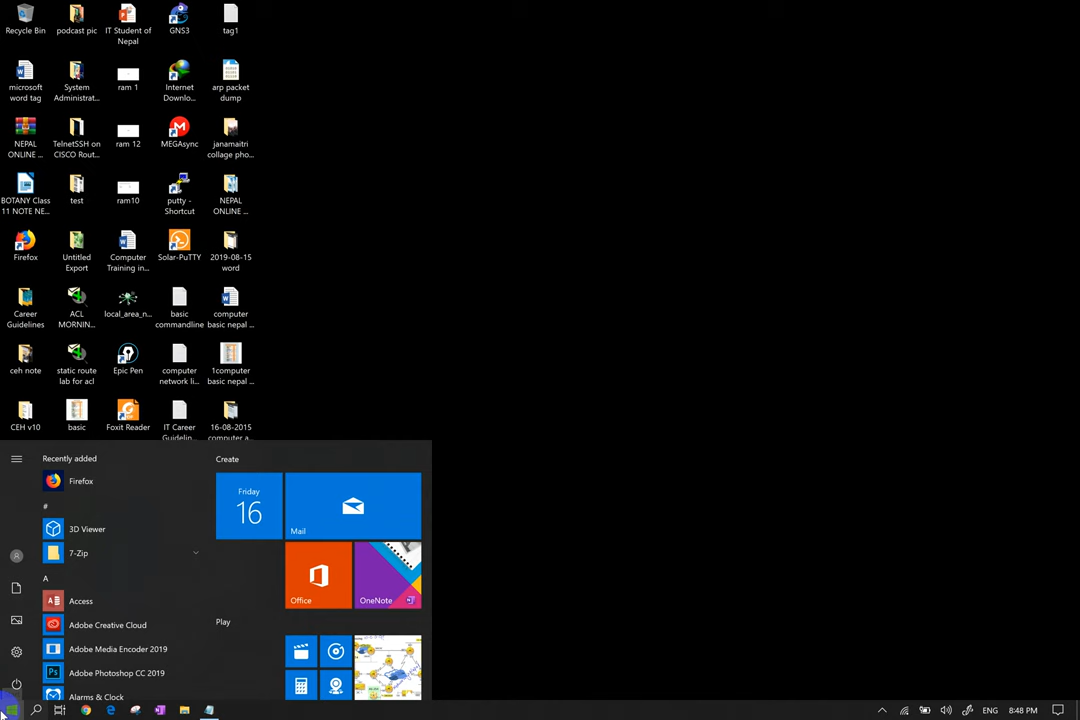 Recycle Bin
podcast pic
IT Student of
Nepal
GNS3
tag1
microsoft
word tag
System
Administrat...
ram 1
Internet
Downlo...
arp packet
dump
NEPAL
ONLINE ...
TelnetSSH on
CISCO Rout...
ram 12
MEGAsync
janamaitri
collage pho...
BOTANY Class
11 NOTE NE...
test
ram10
putty -
Shortcut
NEPAL
ONLINE ...
Firefox
Untitled
Export
Computer
Training in...
Solar-PuTTY
2019-08-15
word
Career
Guidelines
ACL
MORNIN...
local_area_n...
basic
commandline
computer
basic nepal ...
ceh note
static route
lab for acl
Epic Pen
computer
network li...
1computer
basic nepal ...
CEH v10
basic
Foxit Reader
IT Career
Guidelin...
16-08-2015
computer a...
Recently added
Firefox
#
3D Viewer
7-Zip
A
Access
Adobe Creative Cloud
Adobe Media Encoder 2019
Ps
Adobe Photoshop CC 2019
Alarms & Clock
Create
Friday
16
Mail
Office
OneNote
Play
ENG
8:48 PM